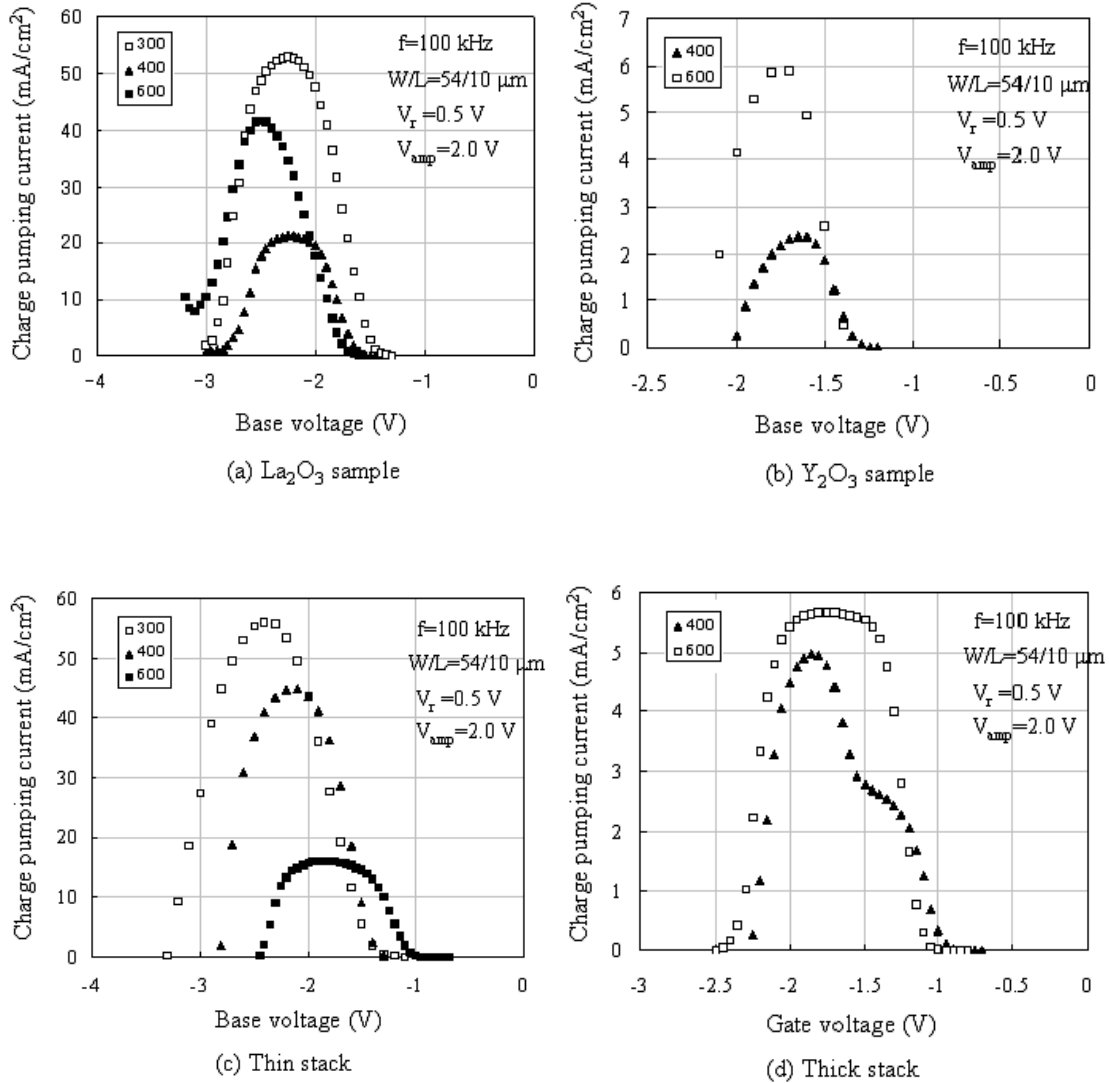 Charge pumping current (mA/cm²)
60
50
40
30
20
10
0
300
400
600
f=100 kHz
W/L=54/10 μm
Vr =0.5 V
Vamp=2.0 V
−4
−3
−2
−1
0
Base voltage (V)
(a) La₂O₃ sample
Charge pumping current (mA/cm²)
7
6
5
4
3
2
1
0
400
600
f=100 kHz
W/L=54/10 μm
Vr =0.5 V
Vamp=2.0 V
-2.5
-2
-1.5
-1
-0.5
0
Base voltage (V)
(b) Y₂O₃ sample
Charge pumping current (mA/cm²)
60
50
40
30
20
10
0
300
400
600
f=100 kHz
W/L=54/10 μm
Vr =0.5 V
Vamp=2.0 V
-4
-3
-2
-1
0
Base voltage (V)
(c) Thin stack
Charge pumping current (mA/cm²)
6
5
4
3
2
1
0
400
600
f=100 kHz
W/L=54/10 μm
Vr =0.5 V
Vamp=2.0 V
-3
-2.5
-2
-1.5
-1
-0.5
0
Gate voltage (V)
(d) Thick stack